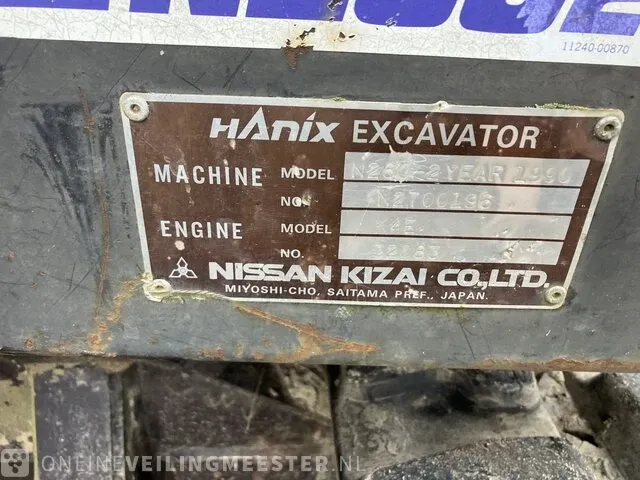 11240-00870
HAnix EXCAVATOR
MACHINE MODEL YEAR 1990
NO. N2700196
ENGINE MODEL
NO.
NISSAN KIZAI CO.,LTD.
MIYOSHI-CHO, SAITAMA PREF., JAPAN.
ONLINEVEILINGMEESTER.NL